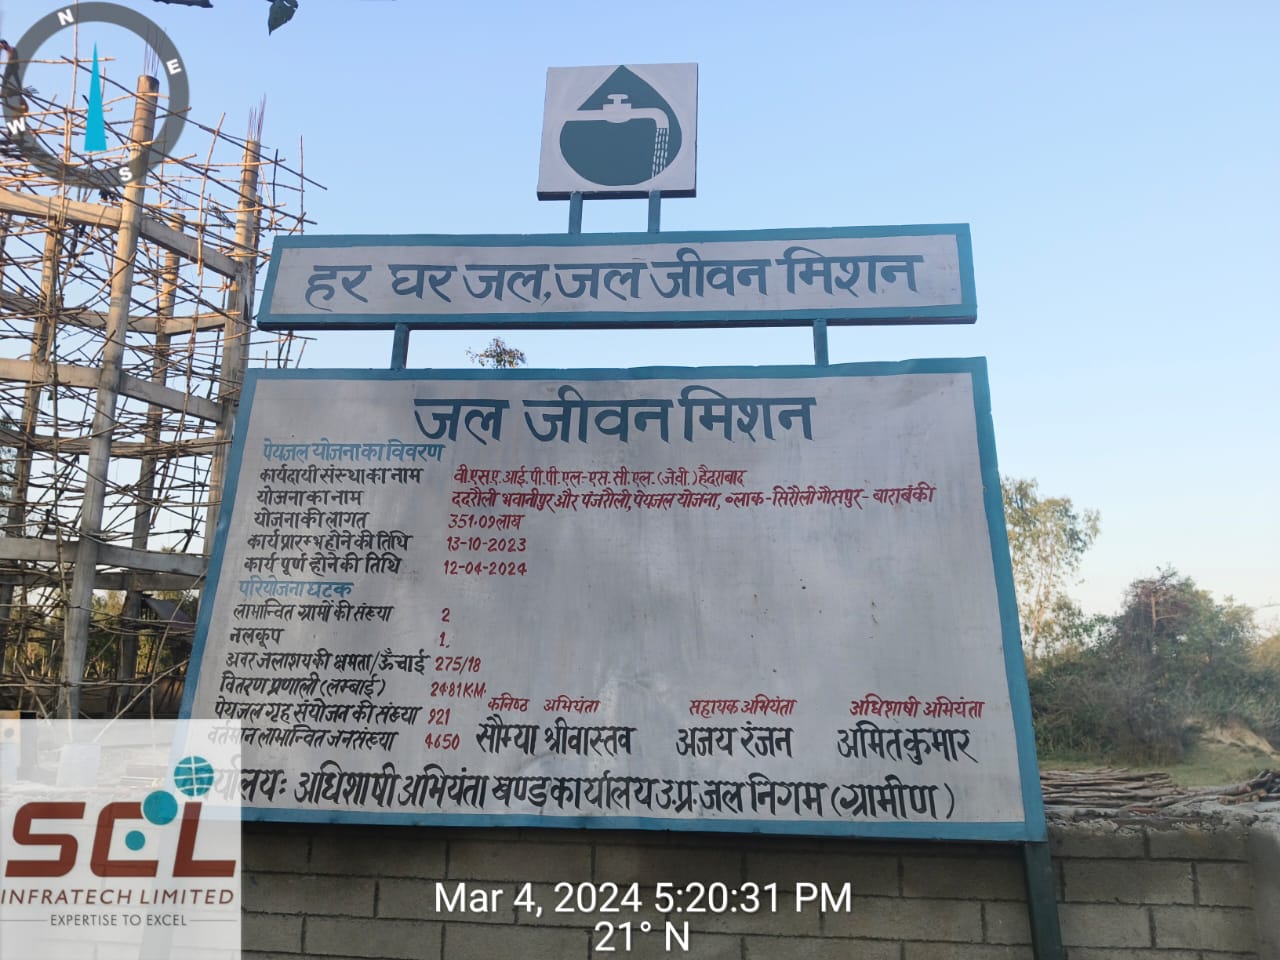 N
E
W
S
हर घर जल, जल जीवन मिशन
जल जीवन मिशन
पेयजल योजना का विवरण
कार्यदायी संस्था का नाम वी.एस.ए.आई.पी.पी.एल-एस.सी.एल.(जेवी.) हैदराबाद
योजना का नाम ददरौली भवानीपुर और पंजरौली, पेयजल योजना, ब्लाक-सिरौली गौसपुर-बाराबंकी
योजना की लागत 351.09 लाख
कार्य प्रारम्भ होने की तिथि 13-10-2023
कार्य पूर्ण होने की तिथि 12-04-2024
परियोजना घटक
लाभान्वित ग्रामों की संख्या 2
नलकूप 1.
अवर जलाशय की क्षमता/ऊँचाई 275/18
वितरण प्रणाली (लम्बाई) 24.81 K.M.
पेयजल गृह संयोजन की संख्या 921
वर्तमान लाभान्वित जनसंख्या 4650
कनिष्ठ अभियंता सहायक अभियंता अधिशाषी अभियंता
सौम्या श्रीवास्तव अजय रंजन अमित कुमार
कार्यालय: अधिशाषी अभियंता खण्ड कार्यालय उ.प्र. जल निगम (ग्रामीण)
SCL
INFRATECH LIMITED
EXPERTISE TO EXCEL
Mar 4, 2024 5:20:31 PM
21° N